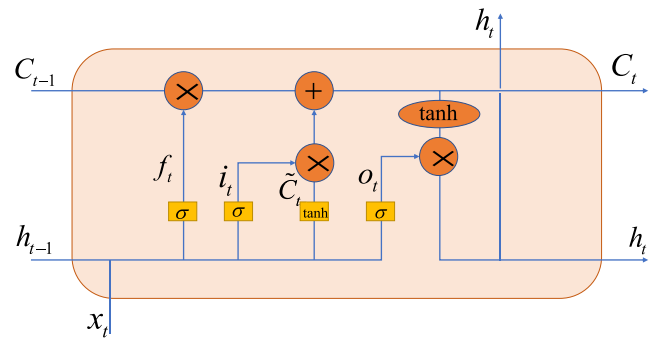 h_t
C_{t-1}
C_t
×
+
tanh
×
×
f_t
i_t
C̃_t
o_t
σ
σ
tanh
σ
h_{t-1}
h_t
x_t